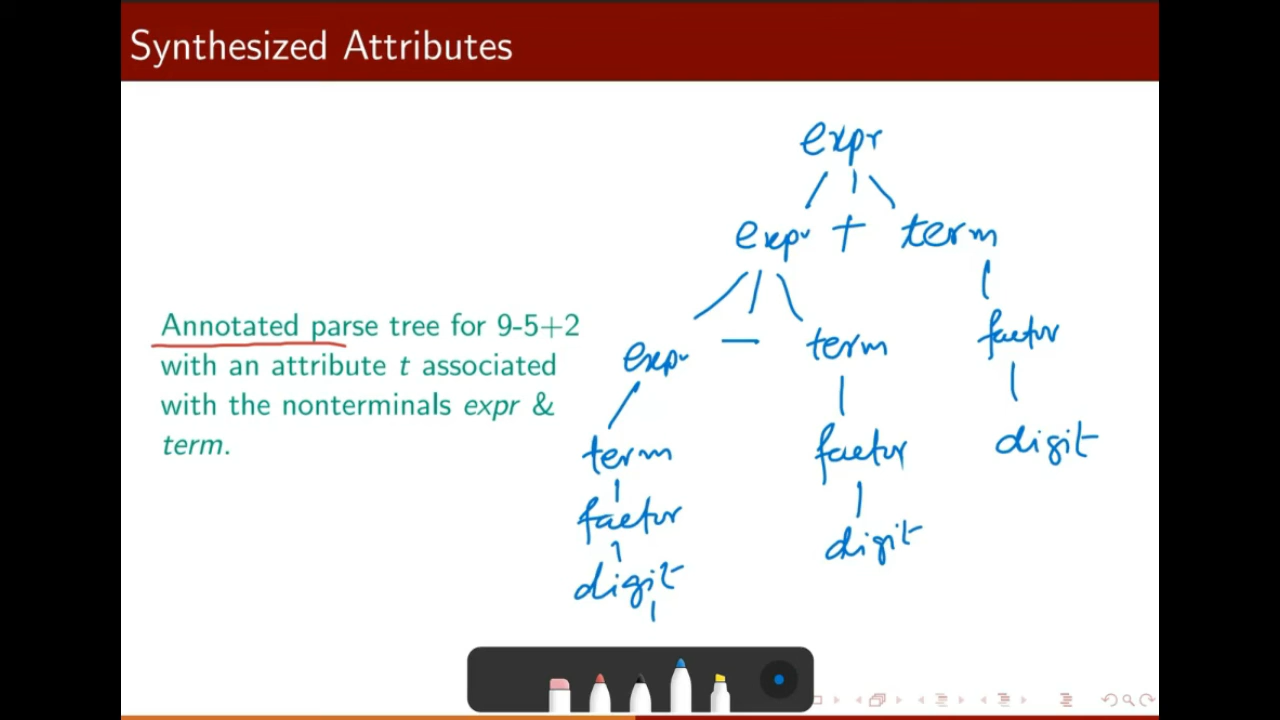 Synthesized Attributes
expr
expr + term
Annotated parse tree for 9-5+2
with an attribute t associated
with the nonterminals expr &
term.
expr — term factor
term factor digit
factor digit
digit